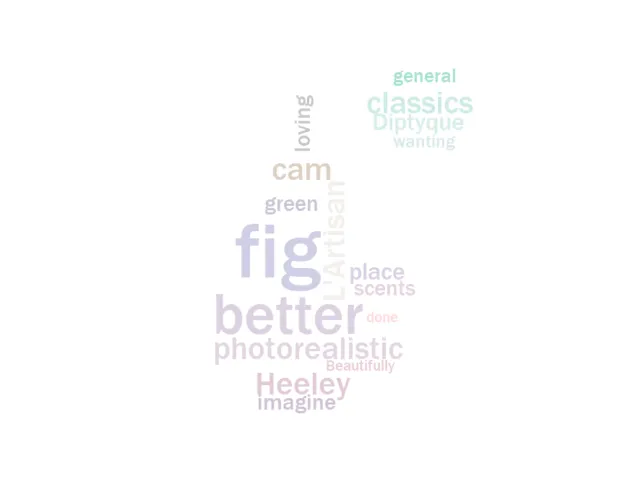 general
classics
Diptyque
wanting
loving
cam
green
L'Artisan
fig
place
scents
better
done
photorealistic
Beautifully
Heeley
imagine